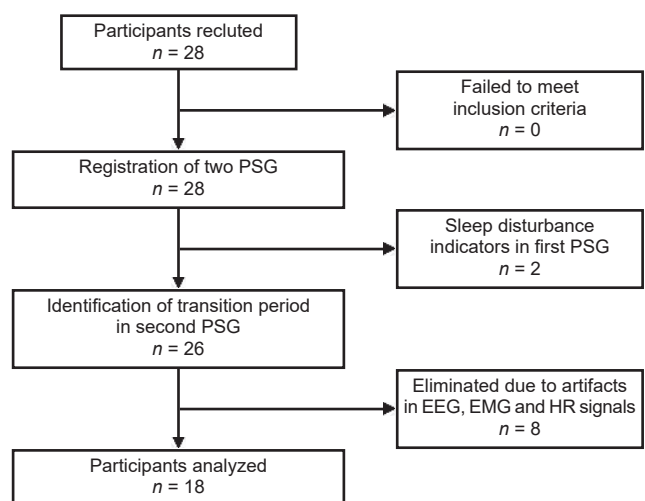 Participants recluted
n = 28
Failed to meet
inclusion criteria
n = 0
Registration of two PSG
n = 28
Sleep disturbance
indicators in first PSG
n = 2
Identification of transition period
in second PSG
n = 26
Eliminated due to artifacts
in EEG, EMG and HR signals
n = 8
Participants analyzed
n = 18